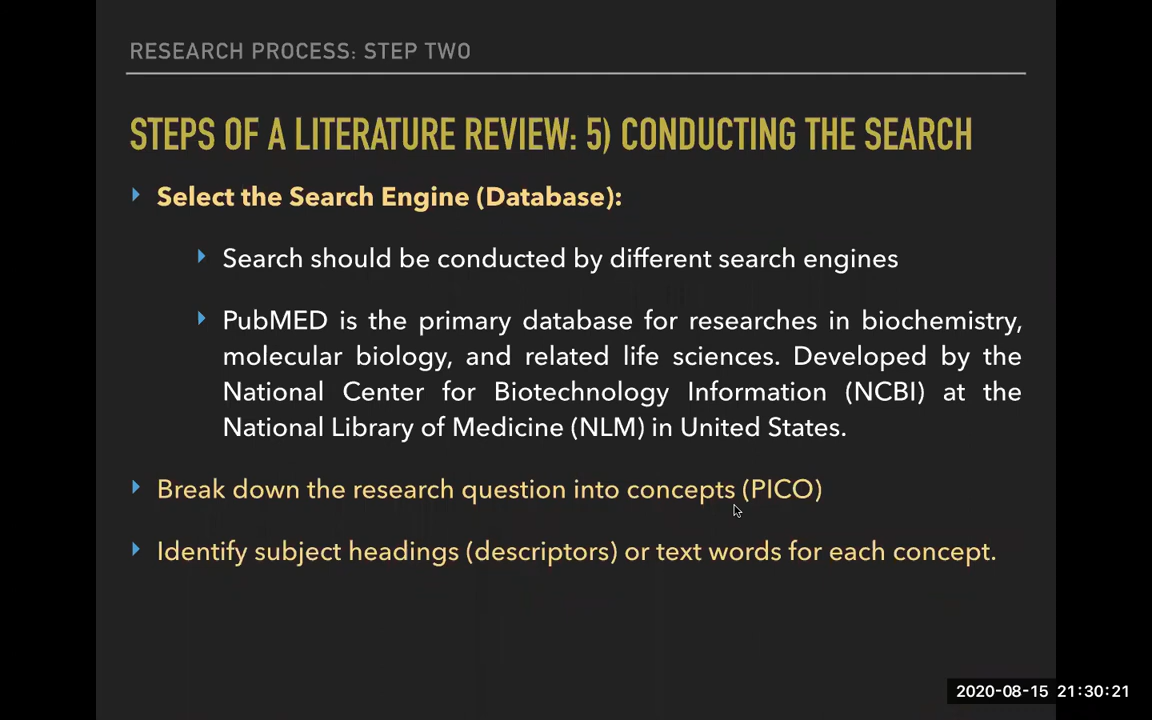 RESEARCH PROCESS: STEP TWO
STEPS OF A LITERATURE REVIEW: 5) CONDUCTING THE SEARCH
Select the Search Engine (Database):
Search should be conducted by different search engines
PubMED is the primary database for researches in biochemistry,
molecular biology, and related life sciences. Developed by the
National Center for Biotechnology Information (NCBI) at the
National Library of Medicine (NLM) in United States.
Break down the research question into concepts (PICO)
Identify subject headings (descriptors) or text words for each concept.
2020-08-15 21:30:21